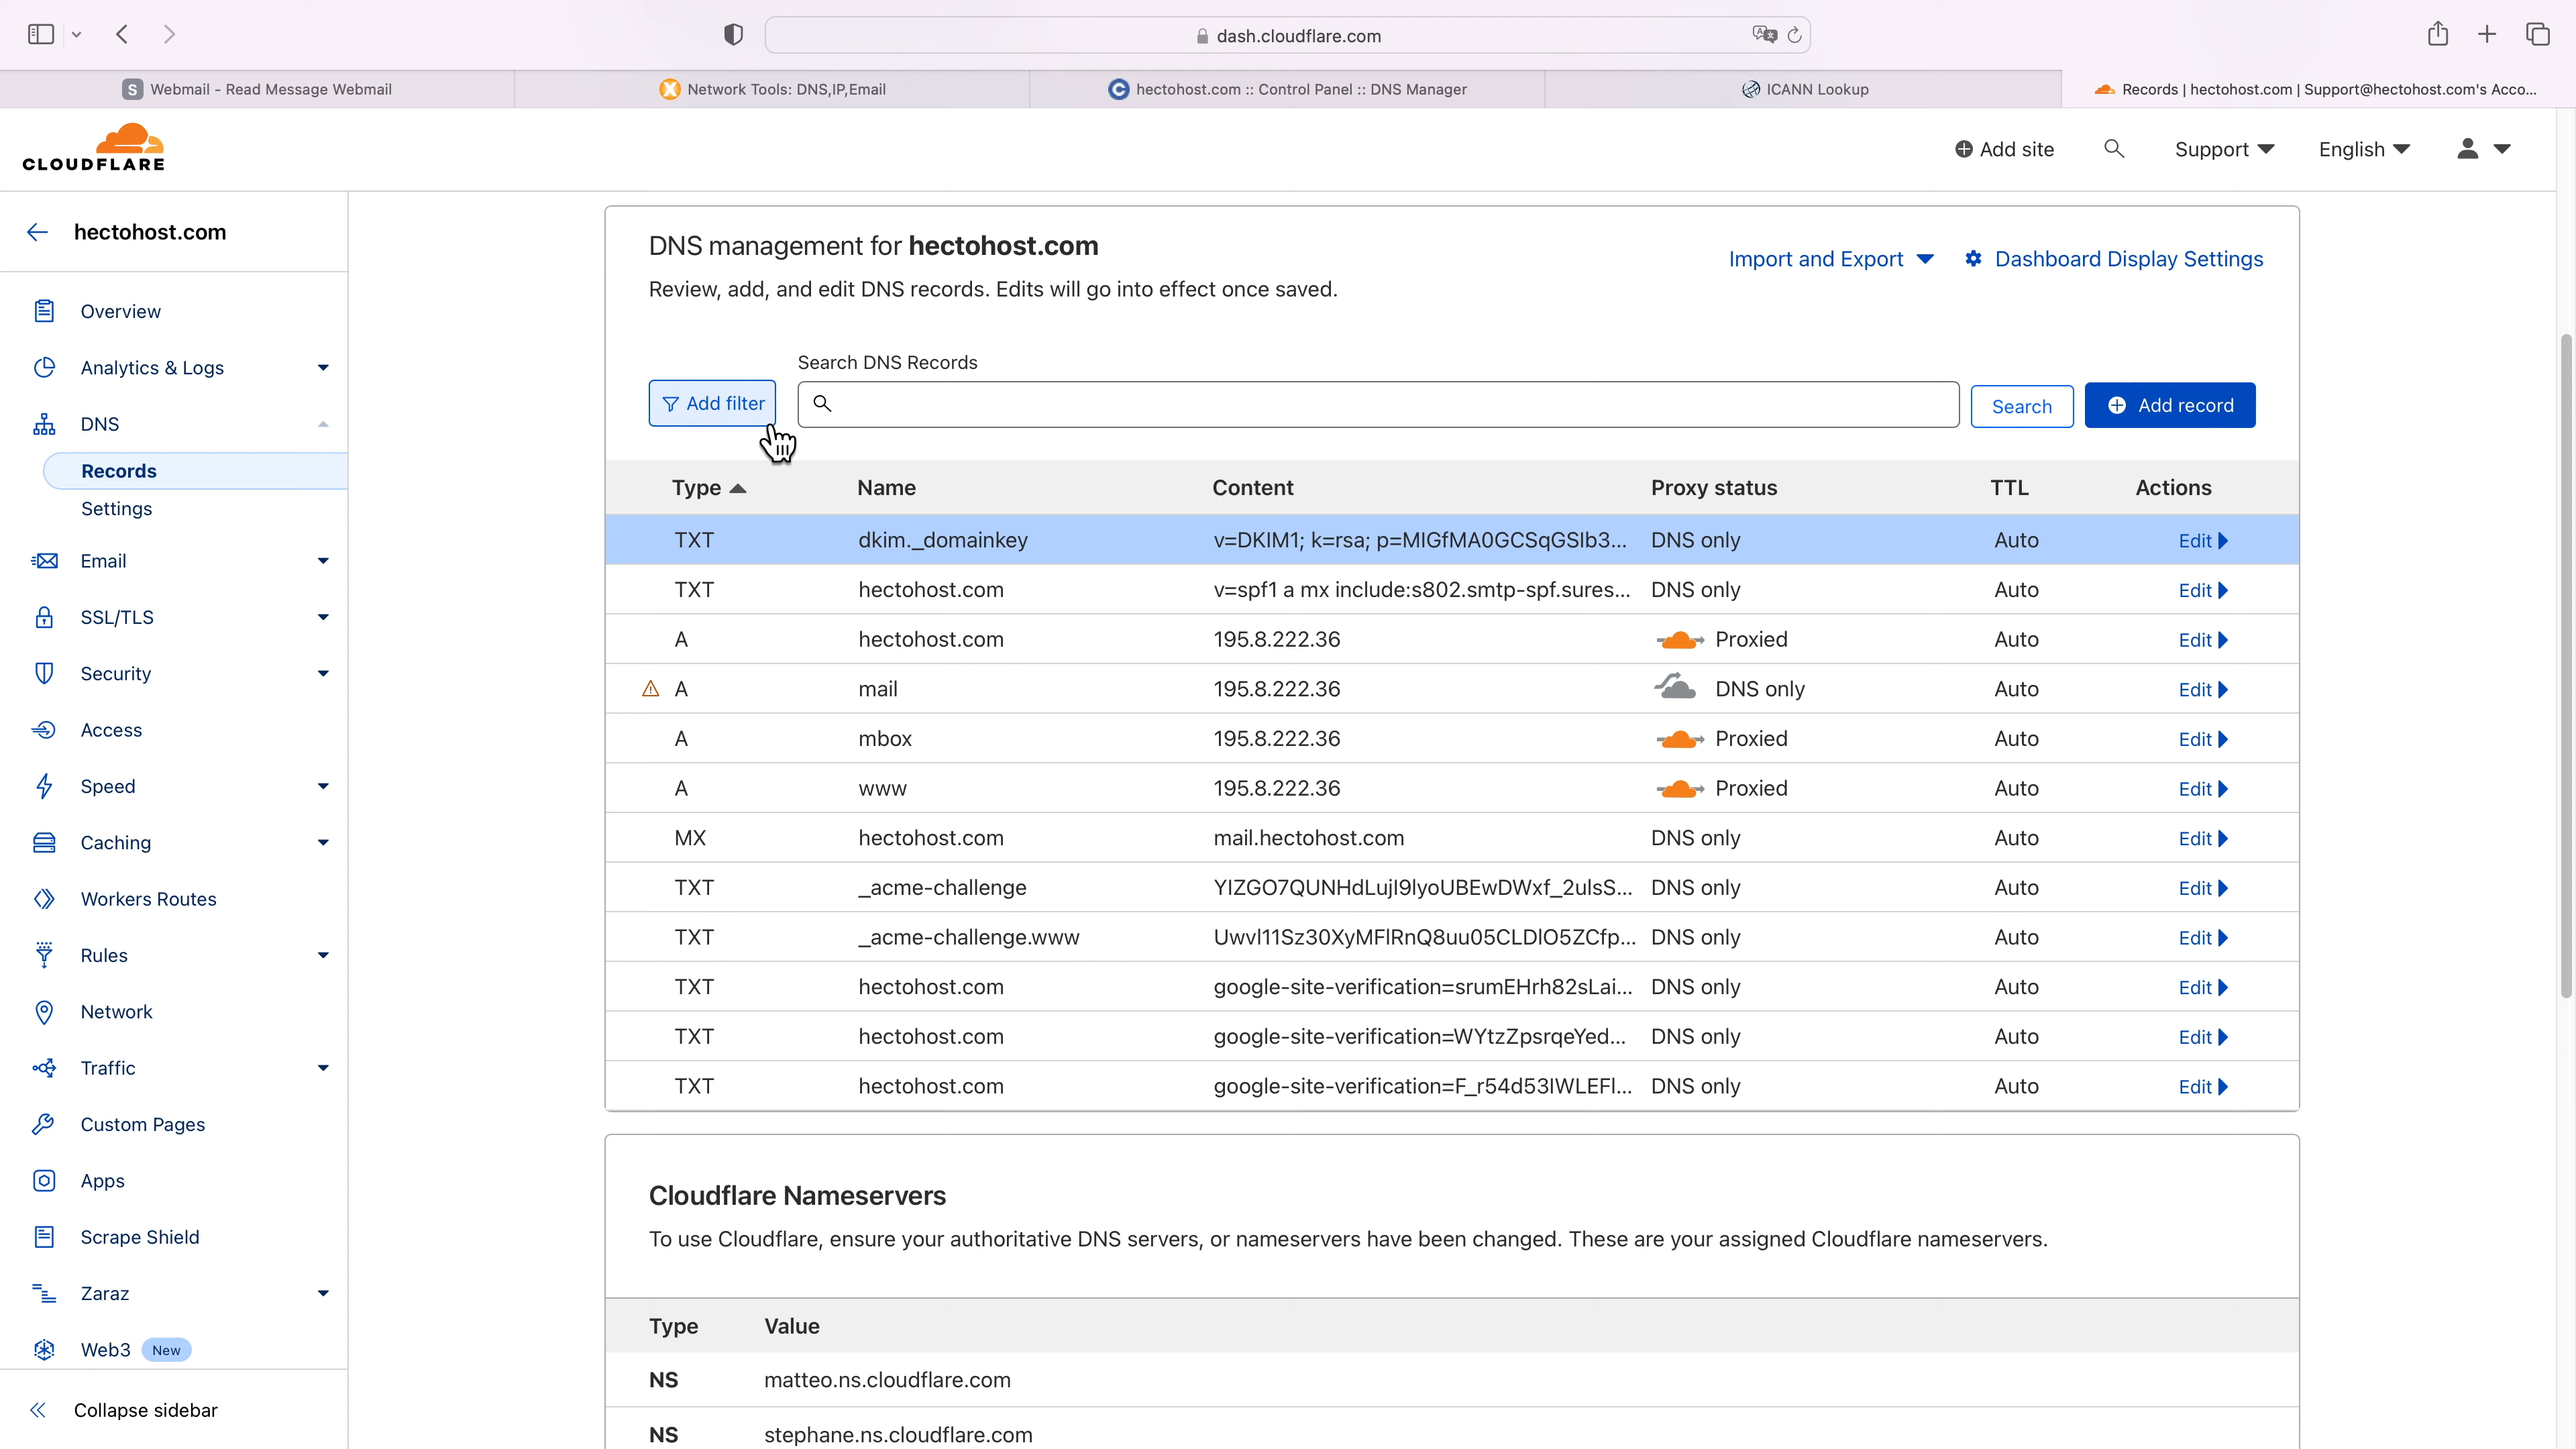 dash.cloudflare.com
S Webmail - Read Message Webmail
Network Tools: DNS,IP,Email
hectohost.com :: Control Panel :: DNS Manager
ICANN Lookup
Records | hectohost.com | Support@hectohost.com's Acco...
CLOUDFLARE
Add site
Support
English
hectohost.com
Overview
Analytics & Logs
DNS
Records
Settings
Email
SSL/TLS
Security
Access
Speed
Caching
Workers Routes
Rules
Network
Traffic
Custom Pages
Apps
Scrape Shield
Zaraz
Web3 New
Collapse sidebar
DNS management for hectohost.com
Import and Export
Dashboard Display Settings
Review, add, and edit DNS records. Edits will go into effect once saved.
Search DNS Records
Add filter
Search
Add record
Type Name Content Proxy status TTL Actions
TXT dkim._domainkey v=DKIM1; k=rsa; p=MIGfMA0GCSqGSIb3... DNS only Auto Edit
TXT hectohost.com v=spf1 a mx include:s802.smtp-spf.sures... DNS only Auto Edit
A hectohost.com 195.8.222.36 Proxied Auto Edit
A mail 195.8.222.36 DNS only Auto Edit
A mbox 195.8.222.36 Proxied Auto Edit
A www 195.8.222.36 Proxied Auto Edit
MX hectohost.com mail.hectohost.com DNS only Auto Edit
TXT _acme-challenge YIZGO7QUNHdLujI9lyoUBEwDWxf_2ulsS... DNS only Auto Edit
TXT _acme-challenge.www Uwvl11Sz30XyMFlRnQ8uu05CLDIO5ZCfp... DNS only Auto Edit
TXT hectohost.com google-site-verification=srumEHrh82sLai... DNS only Auto Edit
TXT hectohost.com google-site-verification=WYtzZpsrqeYed... DNS only Auto Edit
TXT hectohost.com google-site-verification=F_r54d53IWLEFl... DNS only Auto Edit
Cloudflare Nameservers
To use Cloudflare, ensure your authoritative DNS servers, or nameservers have been changed. These are your assigned Cloudflare nameservers.
Type Value
NS matteo.ns.cloudflare.com
NS stephane.ns.cloudflare.com